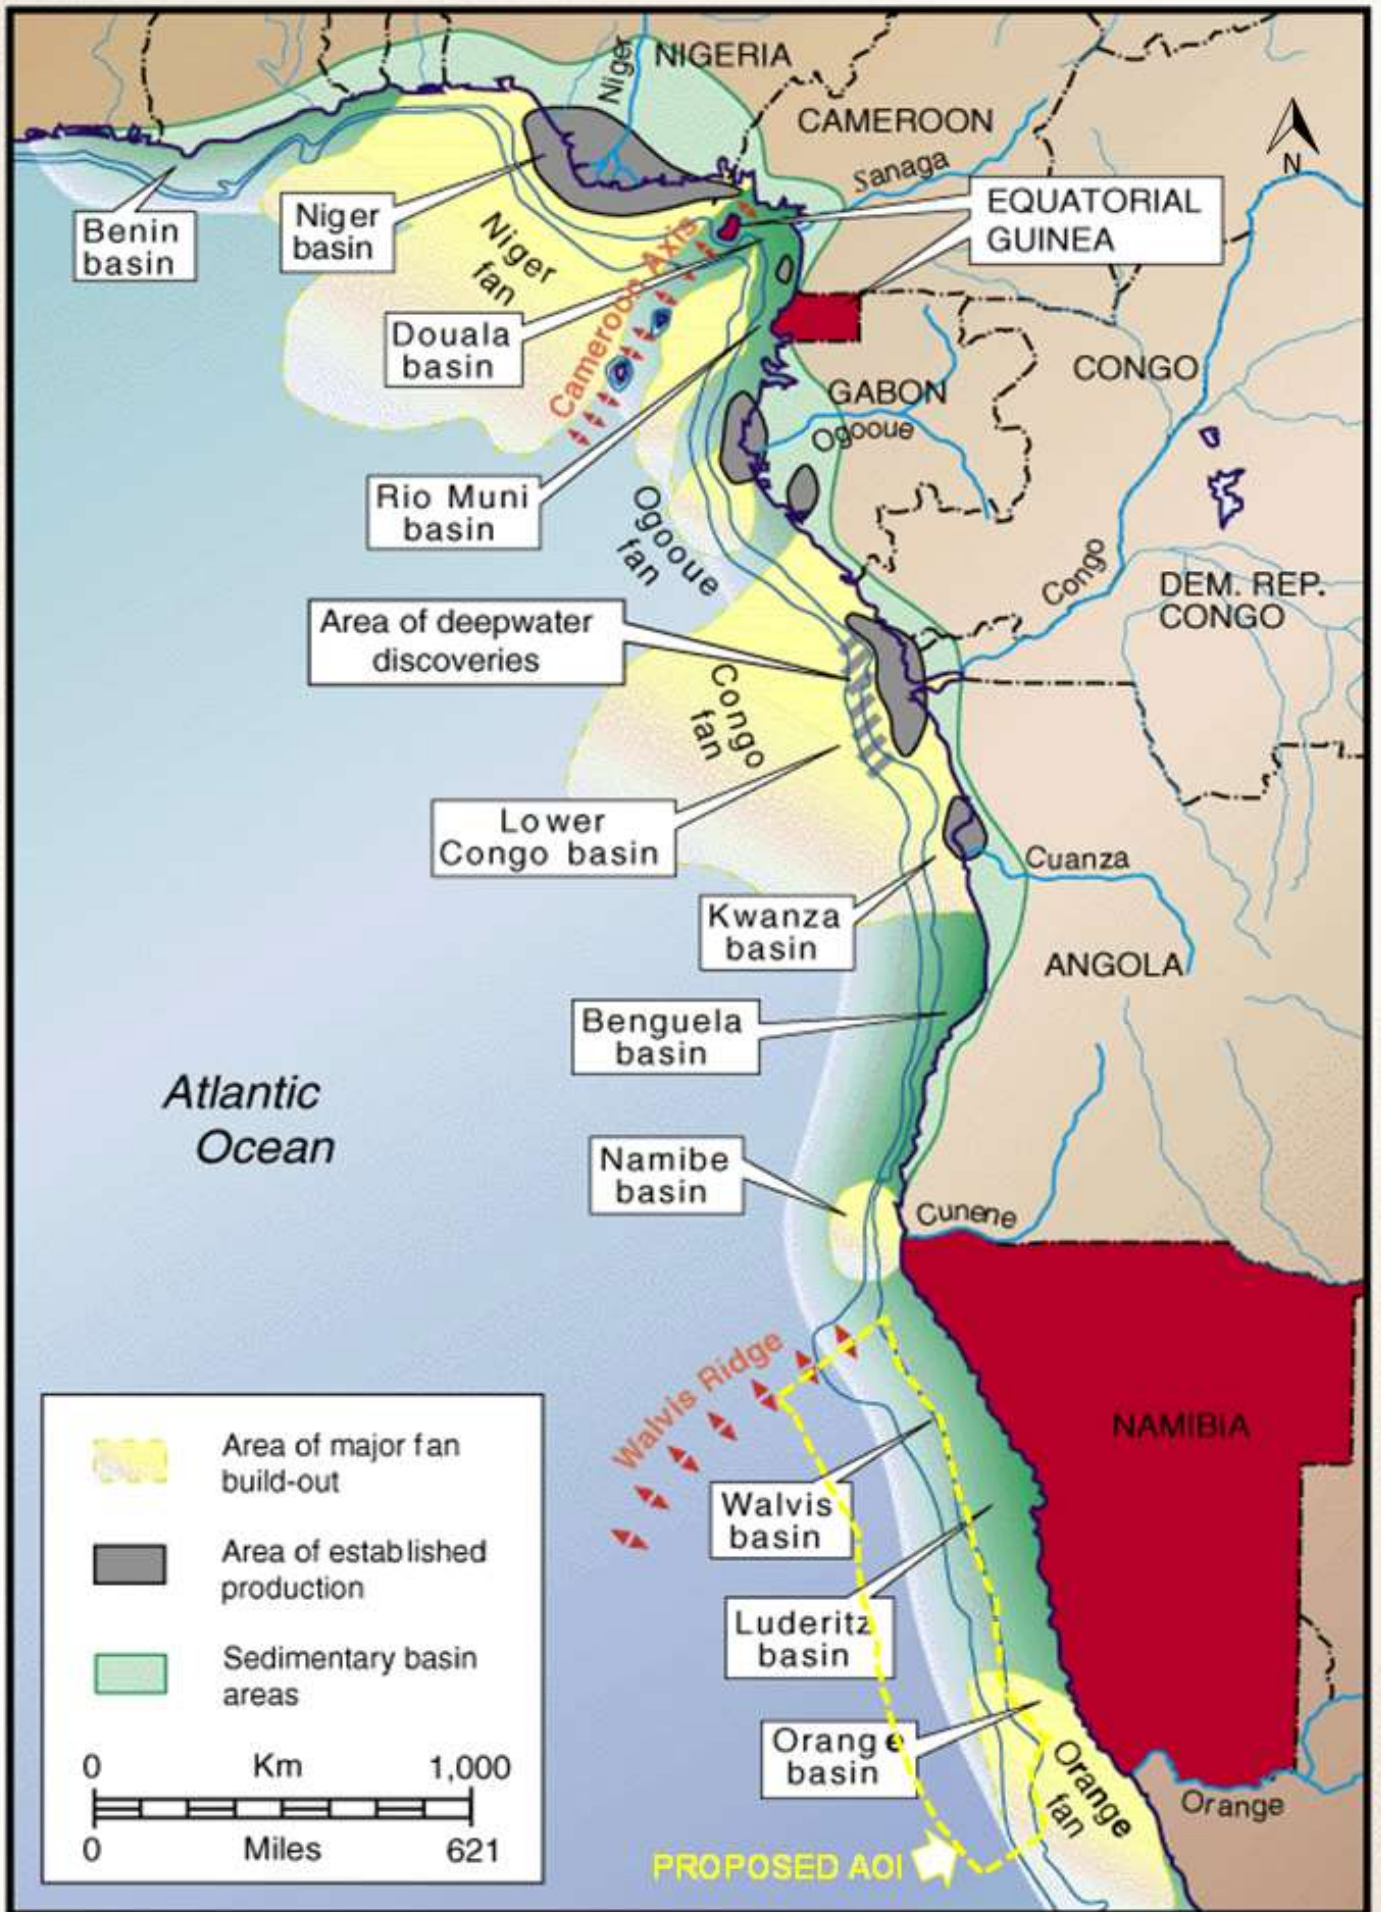 NIGERIA
Niger
CAMEROON
N
Sanaga
EQUATORIAL
GUINEA
Benin
basin
Niger
basin
Niger
fan
Cameroon Axis
Douala
basin
CONGO
GABON
Ogooue
Rio Muni
basin
Ogooue
fan
Congo
DEM. REP.
CONGO
Area of deepwater
discoveries
Congo
fan
Lower
Congo basin
Cuanza
Kwanza
basin
ANGOLA
Benguela
basin
Atlantic
Ocean
Namibe
basin
Cunene
Walvis Ridge
NAMIBIA
Walvis
basin
Luderitz
basin
Orange
basin
Orange
fan
Orange
PROPOSED AOI
Area of major fan
build-out
Area of established
production
Sedimentary basin
areas
0 Km 1,000
0 Miles 621